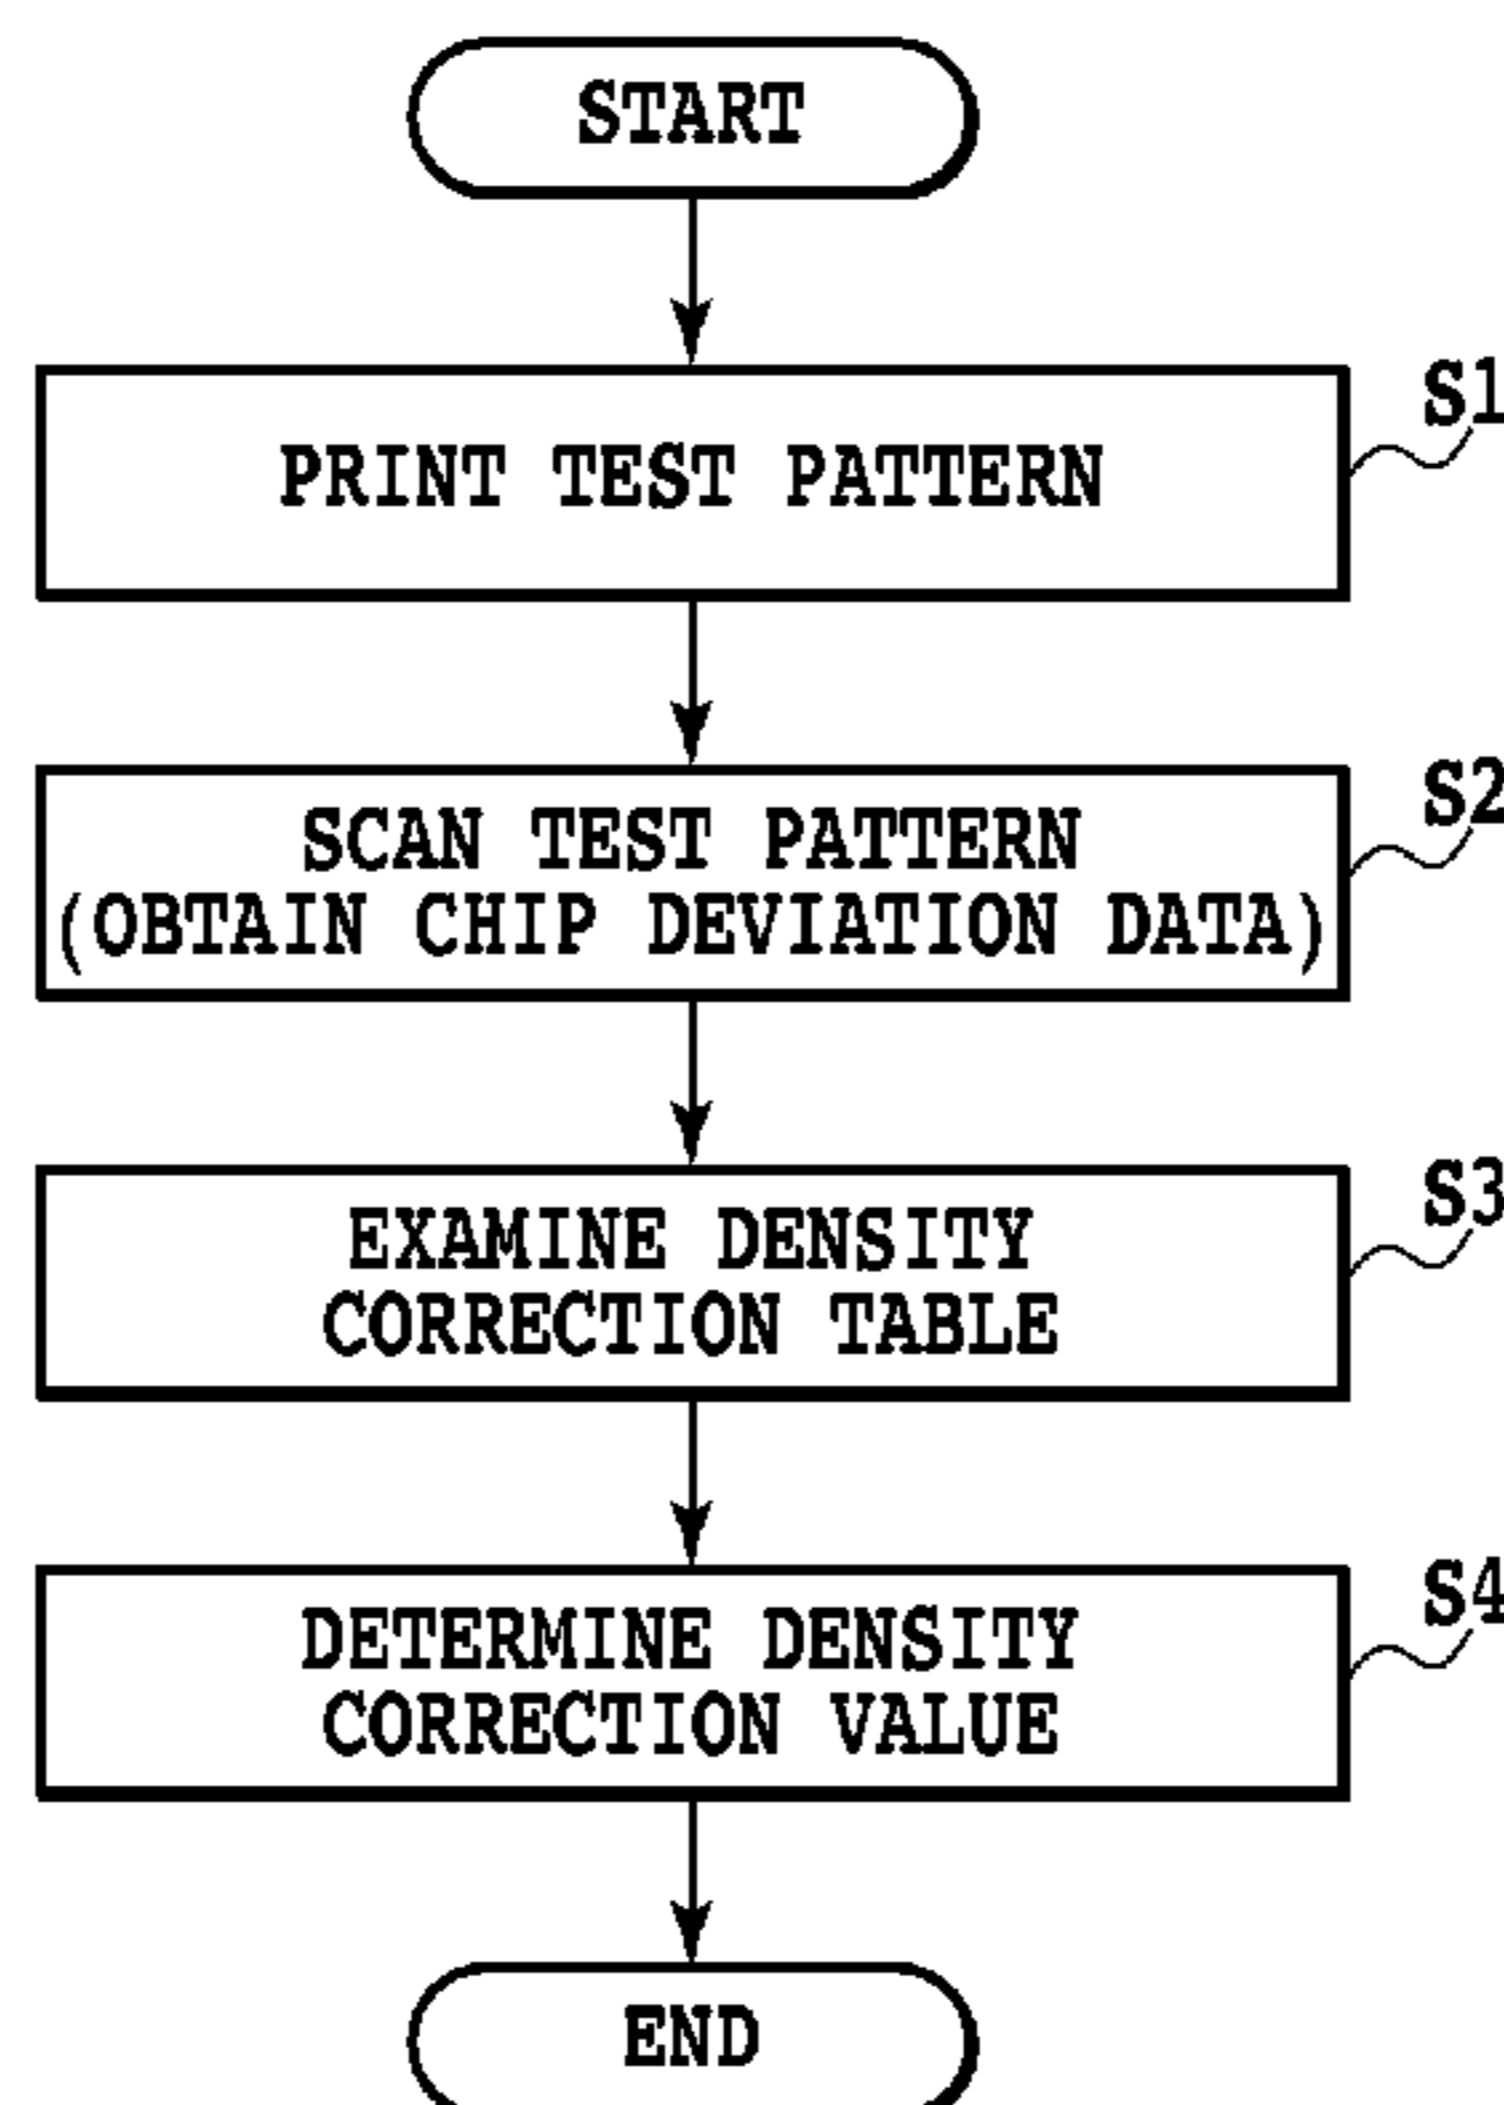 START
S1
PRINT TEST PATTERN
S2
SCAN TEST PATTERN
(OBTAIN CHIP DEVIATION DATA)
S3
EXAMINE DENSITY
CORRECTION TABLE
S4
DETERMINE DENSITY
CORRECTION VALUE
END